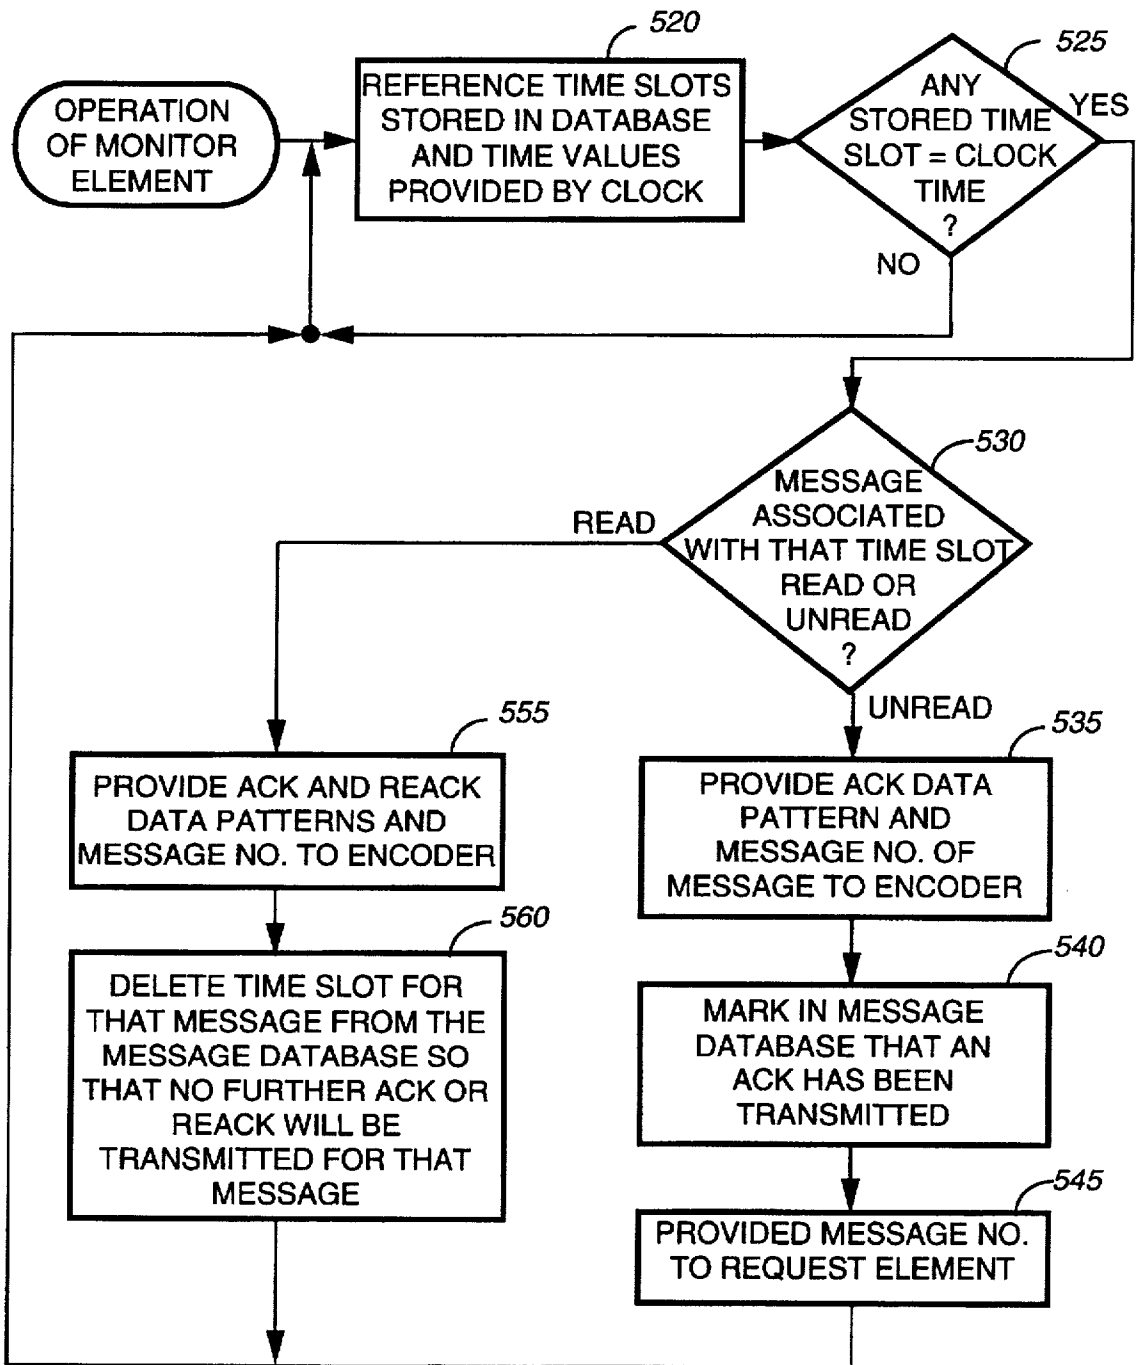 OPERATION
OF MONITOR
ELEMENT
520
REFERENCE TIME SLOTS
STORED IN DATABASE
AND TIME VALUES
PROVIDED BY CLOCK
525
ANY
STORED TIME
SLOT = CLOCK
TIME
?
YES
NO
530
MESSAGE
ASSOCIATED
WITH THAT TIME SLOT
READ OR
UNREAD
?
READ
UNREAD
555
PROVIDE ACK AND REACK
DATA PATTERNS AND
MESSAGE NO. TO ENCODER
560
DELETE TIME SLOT FOR
THAT MESSAGE FROM THE
MESSAGE DATABASE SO
THAT NO FURTHER ACK OR
REACK WILL BE
TRANSMITTED FOR THAT
MESSAGE
535
PROVIDE ACK DATA
PATTERN AND
MESSAGE NO. OF
MESSAGE TO ENCODER
540
MARK IN MESSAGE
DATABASE THAT AN
ACK HAS BEEN
TRANSMITTED
545
PROVIDED MESSAGE NO.
TO REQUEST ELEMENT